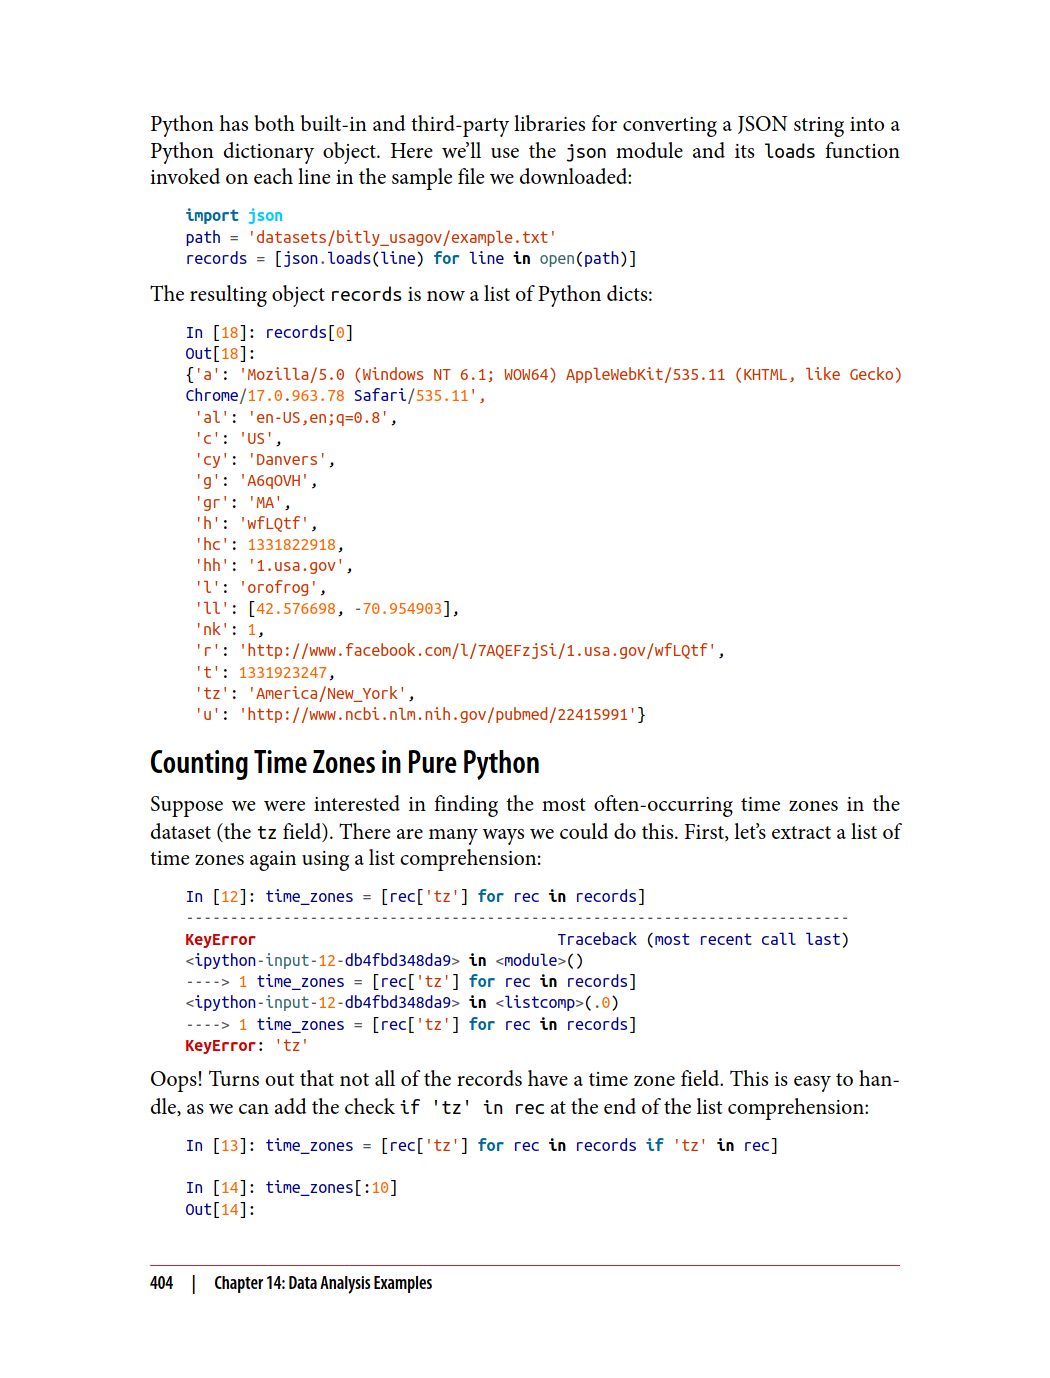 Python has both built-in and third-party libraries for converting a JSON string into a
Python dictionary object. Here we’ll use the json module and its loads function
invoked on each line in the sample file we downloaded:
import json
path = 'datasets/bitly_usagov/example.txt'
records = [json.loads(line) for line in open(path)]
The resulting object records is now a list of Python dicts:
In [18]: records[0]
Out[18]:
{'a': 'Mozilla/5.0 (Windows NT 6.1; WOW64) AppleWebKit/535.11 (KHTML, like Gecko)
Chrome/17.0.963.78 Safari/535.11',
 'al': 'en-US,en;q=0.8',
 'c': 'US',
 'cy': 'Danvers',
 'g': 'A6qOVH',
 'gr': 'MA',
 'h': 'wfLQtf',
 'hc': 1331822918,
 'hh': '1.usa.gov',
 'l': 'orofrog',
 'll': [42.576698, -70.954903],
 'nk': 1,
 'r': 'http://www.facebook.com/l/7AQEFzjSi/1.usa.gov/wfLQtf',
 't': 1331923247,
 'tz': 'America/New_York',
 'u': 'http://www.ncbi.nlm.nih.gov/pubmed/22415991'}
Counting Time Zones in Pure Python
Suppose we were interested in finding the most often-occurring time zones in the
dataset (the tz field). There are many ways we could do this. First, let’s extract a list of
time zones again using a list comprehension:
In [12]: time_zones = [rec['tz'] for rec in records]
---------------------------------------------------------------------------
KeyError                                  Traceback (most recent call last)
<ipython-input-12-db4fbd348da9> in <module>()
----> 1 time_zones = [rec['tz'] for rec in records]
<ipython-input-12-db4fbd348da9> in <listcomp>(.0)
----> 1 time_zones = [rec['tz'] for rec in records]
KeyError: 'tz'
Oops! Turns out that not all of the records have a time zone field. This is easy to han-
dle, as we can add the check if 'tz' in rec at the end of the list comprehension:
In [13]: time_zones = [rec['tz'] for rec in records if 'tz' in rec]
In [14]: time_zones[:10]
Out[14]:
404 | Chapter 14: Data Analysis Examples